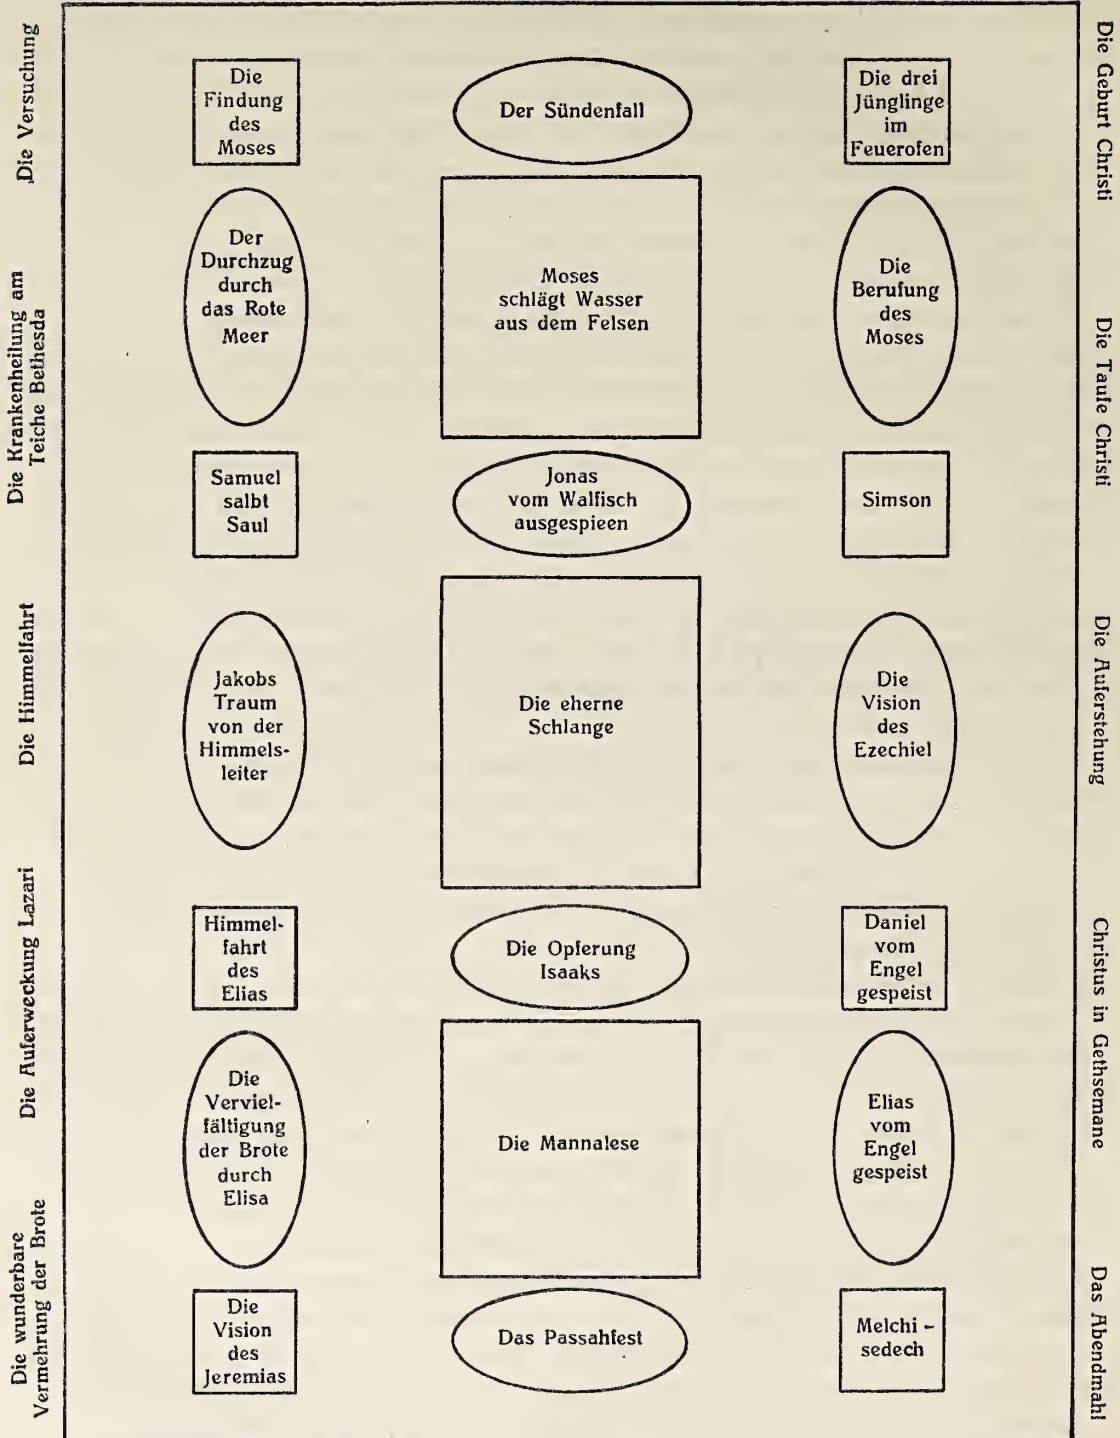 Die Versuchung
Die Krankenheilung am
Teiche Bethesda
Die Himmelfahrt
Die Auferweckung Lazari
Die wunderbare
Vermehrung der Brote
Die
Findung
des
Moses
Der Sündenfall
Die drei
Jünglinge
im
Feuerofen
Der
Durchzug
durch
das Rote
Meer
Moses
schlägt Wasser
aus dem Felsen
Die
Berufung
des
Moses
Samuel
salbt
Saul
Jonas
vom Walfisch
ausgespieen
Simson
Jakobs
Traum
von der
Himmels-
leiter
Die eherne
Schlange
Die
Vision
des
Ezechiel
Himmel-
fahrt
des
Elias
Die Opferung
Isaaks
Daniel
vom
Engel
gespeist
Die
Verviel-
fältigung
der Brote
durch
Elisa
Die Mannalese
Elias
vom
Engel
gespeist
Die
Vision
des
Jeremias
Das Passahfest
Melchi-
sedech
Die Geburt Christi
Die Taufe Christi
Die Auferstehung
Christus in Gethsemane
Das Abendmahl